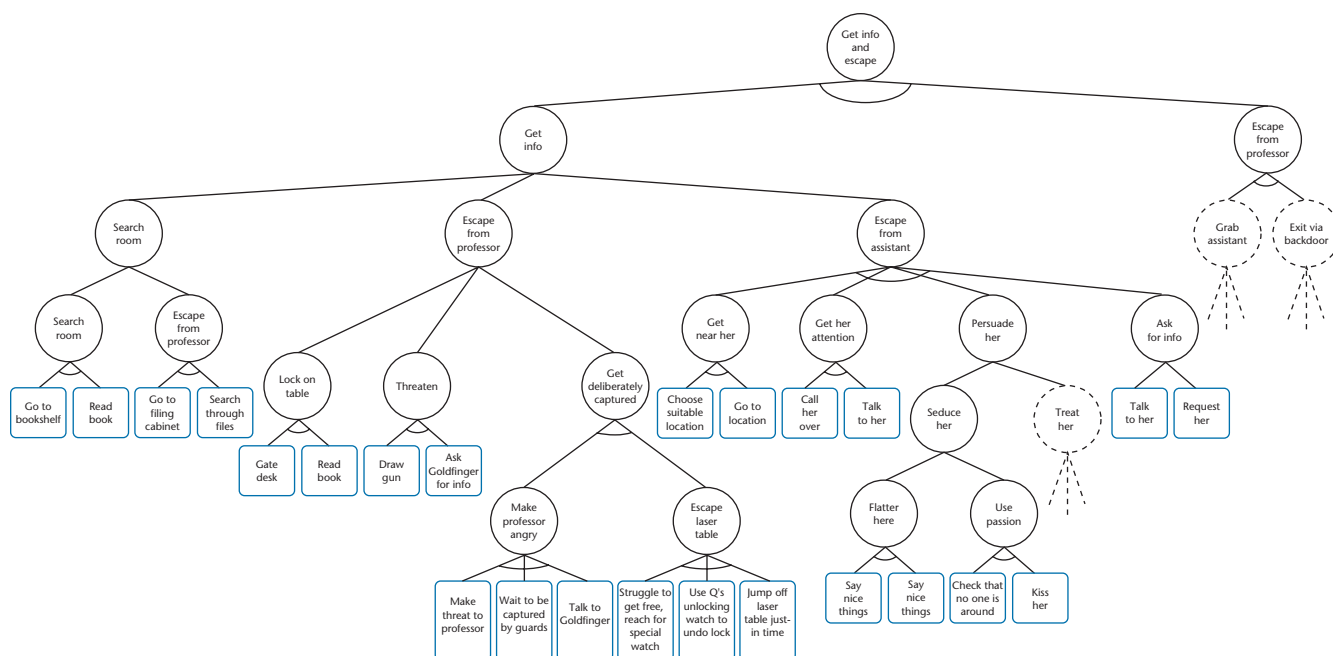 Get info
and
escape
Get
info
Escape
from
professor
Search
room
Escape
from
professor
Escape
from
assistant
Grab
assistant
Exit via
backdoor
Search
room
Escape
from
professor
Get
near her
Get her
attention
Persuade
her
Ask
for info
Lock on
table
Threaten
Get
deliberately
captured
Go to
bookshelf
Read
book
Go to
filing
cabinet
Search
through
files
Choose
suitable
location
Go to
location
Call
her
over
Talk
to her
Seduce
her
Treat
her
Talk
to her
Request
her
Gate
desk
Read
book
Draw
gun
Ask
Goldfinger
for info
Make
professor
angry
Escape
laser
table
Flatter
here
Use
passion
Make
threat to
professor
Wait to be
captured
by guards
Talk to
Goldfinger
Struggle to
get free,
reach for
special
watch
Use Q's
unlocking
watch to
undo lock
Jump off
laser
table just-
in time
Say
nice
things
Say
nice
things
Check that
no one is
around
Kiss
her